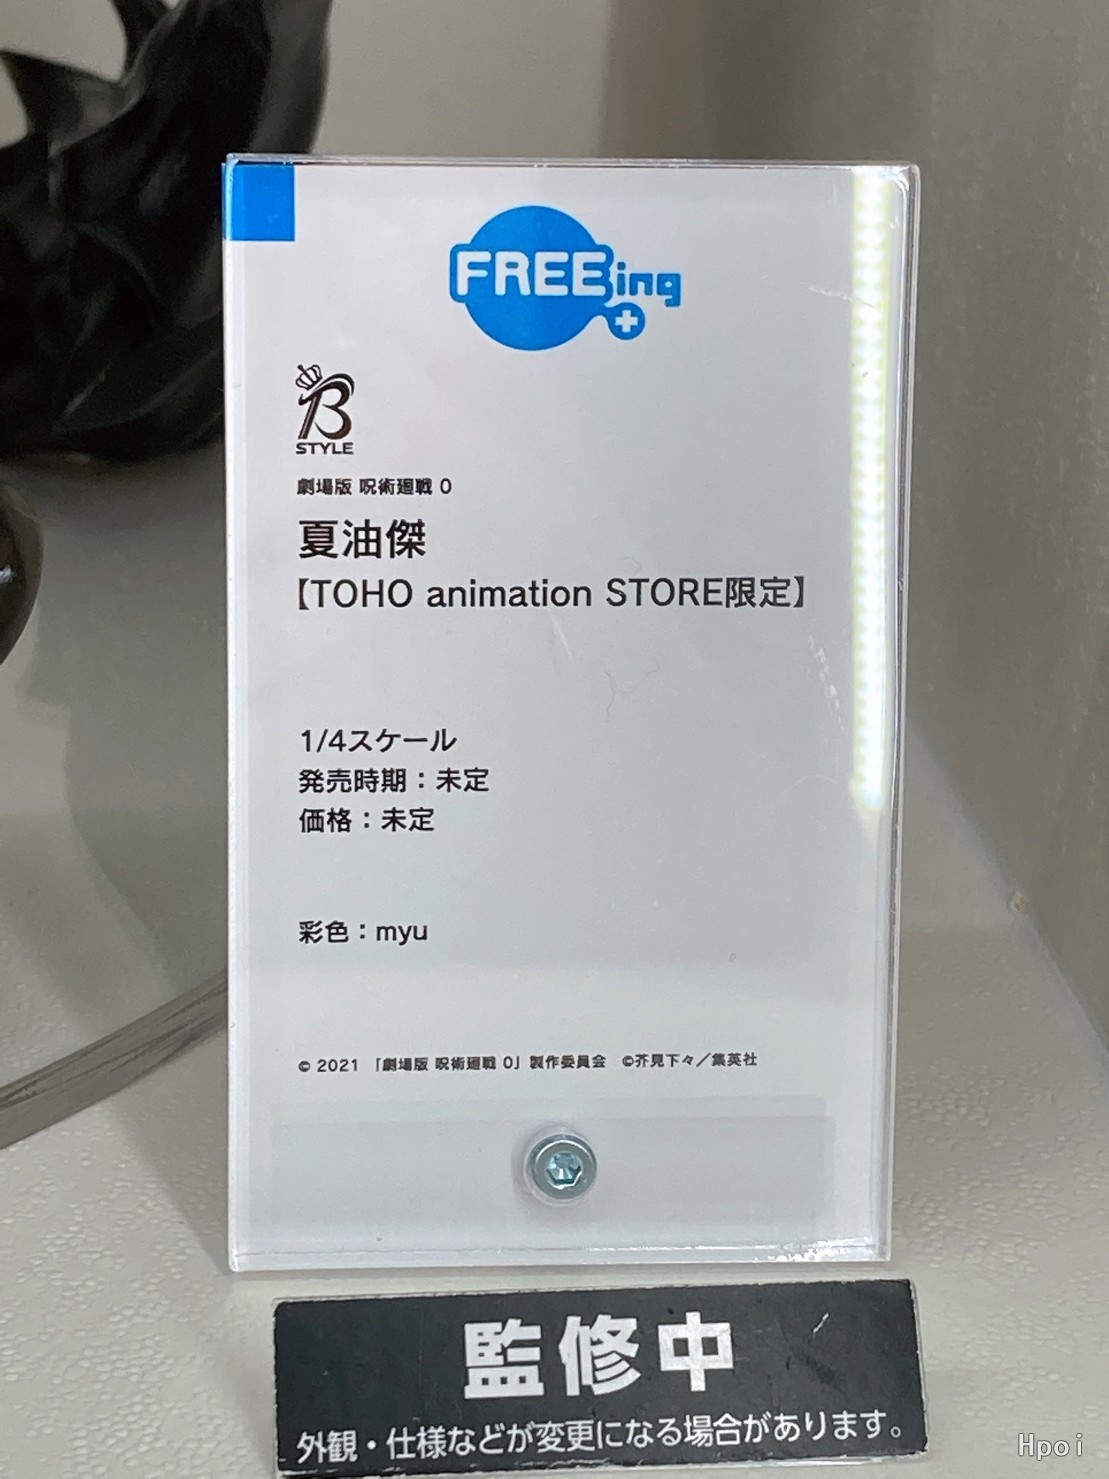 FREEing
B
STYLE
劇場版 呪術廻戦 0
夏油傑
【TOHO animation STORE限定】
1/4スケール
発売時期：未定
価格：未定
彩色：myu
© 2021 「劇場版 呪術廻戦 0」製作委員会 ©芥見下々／集英社
監修中
外観・仕様などが変更になる場合があります。
Hpoi